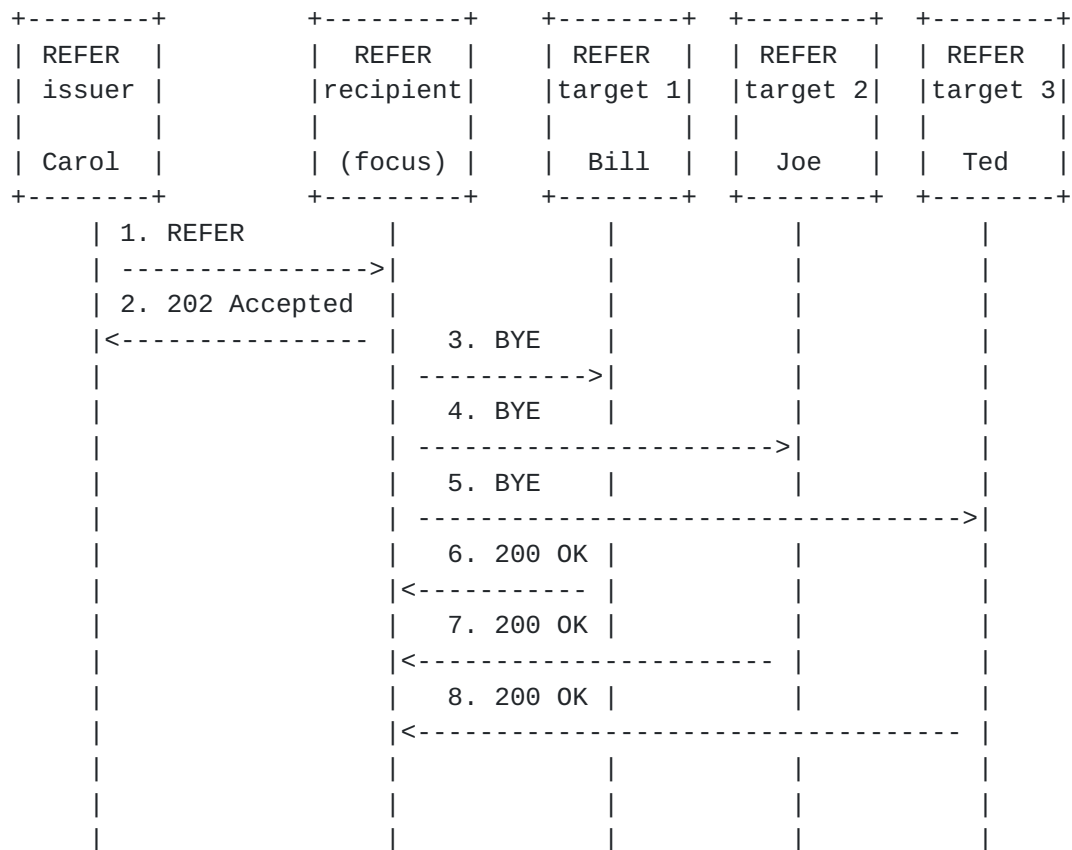 +--------+ +---------+ +--------+ +--------+ +--------+
| REFER | | REFER | | REFER | | REFER | | REFER |
| issuer | |recipient| |target 1| |target 2| |target 3|
| | | | | | | | | |
| Carol | | (focus) | | Bill | | Joe | | Ted |
+--------+ +---------+ +--------+ +--------+ +--------+
| 1. REFER | | | |
| ---------------->| | | |
| 2. 202 Accepted | | | |
|<---------------- | 3. BYE | | |
| | ----------->| | |
| | 4. BYE | | |
| | ----------------------->| |
| | 5. BYE | | |
| | ----------------------------------->|
| | 6. 200 OK | | |
| |<----------- | | |
| | 7. 200 OK | | |
| |<----------------------- | |
| | 8. 200 OK | | |
| |<----------------------------------- |
| | | | |
| | | | |
| | | | |